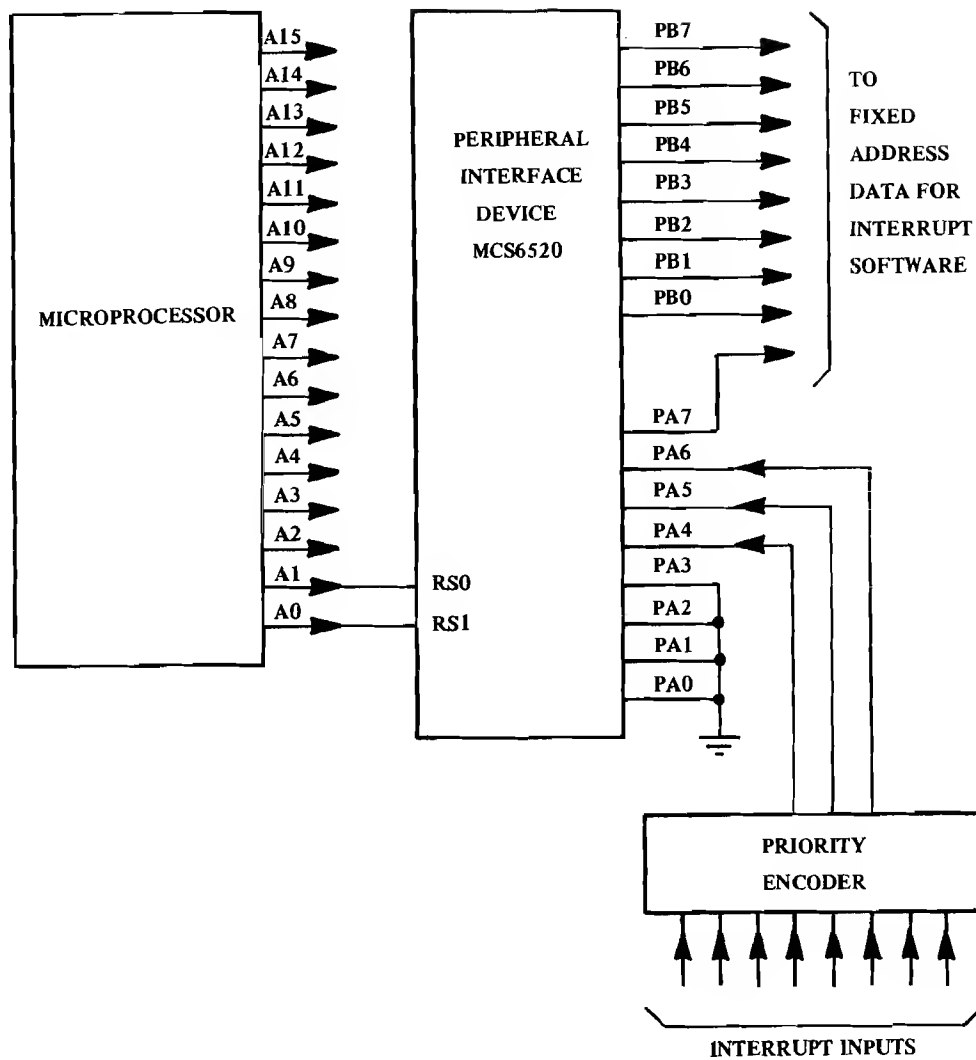 A15
A14
A13
A12
A11
A10
A9
A8
A7
A6
A5
A4
A3
A2
A1
A0
MICROPROCESSOR
PERIPHERAL
INTERFACE
DEVICE
MCS6520
RS0
RS1
PB7
PB6
PB5
PB4
PB3
PB2
PB1
PB0
PA7
PA6
PA5
PA4
PA3
PA2
PA1
PA0
TO
FIXED
ADDRESS
DATA FOR
INTERRUPT
SOFTWARE
PRIORITY
ENCODER
INTERRUPT INPUTS